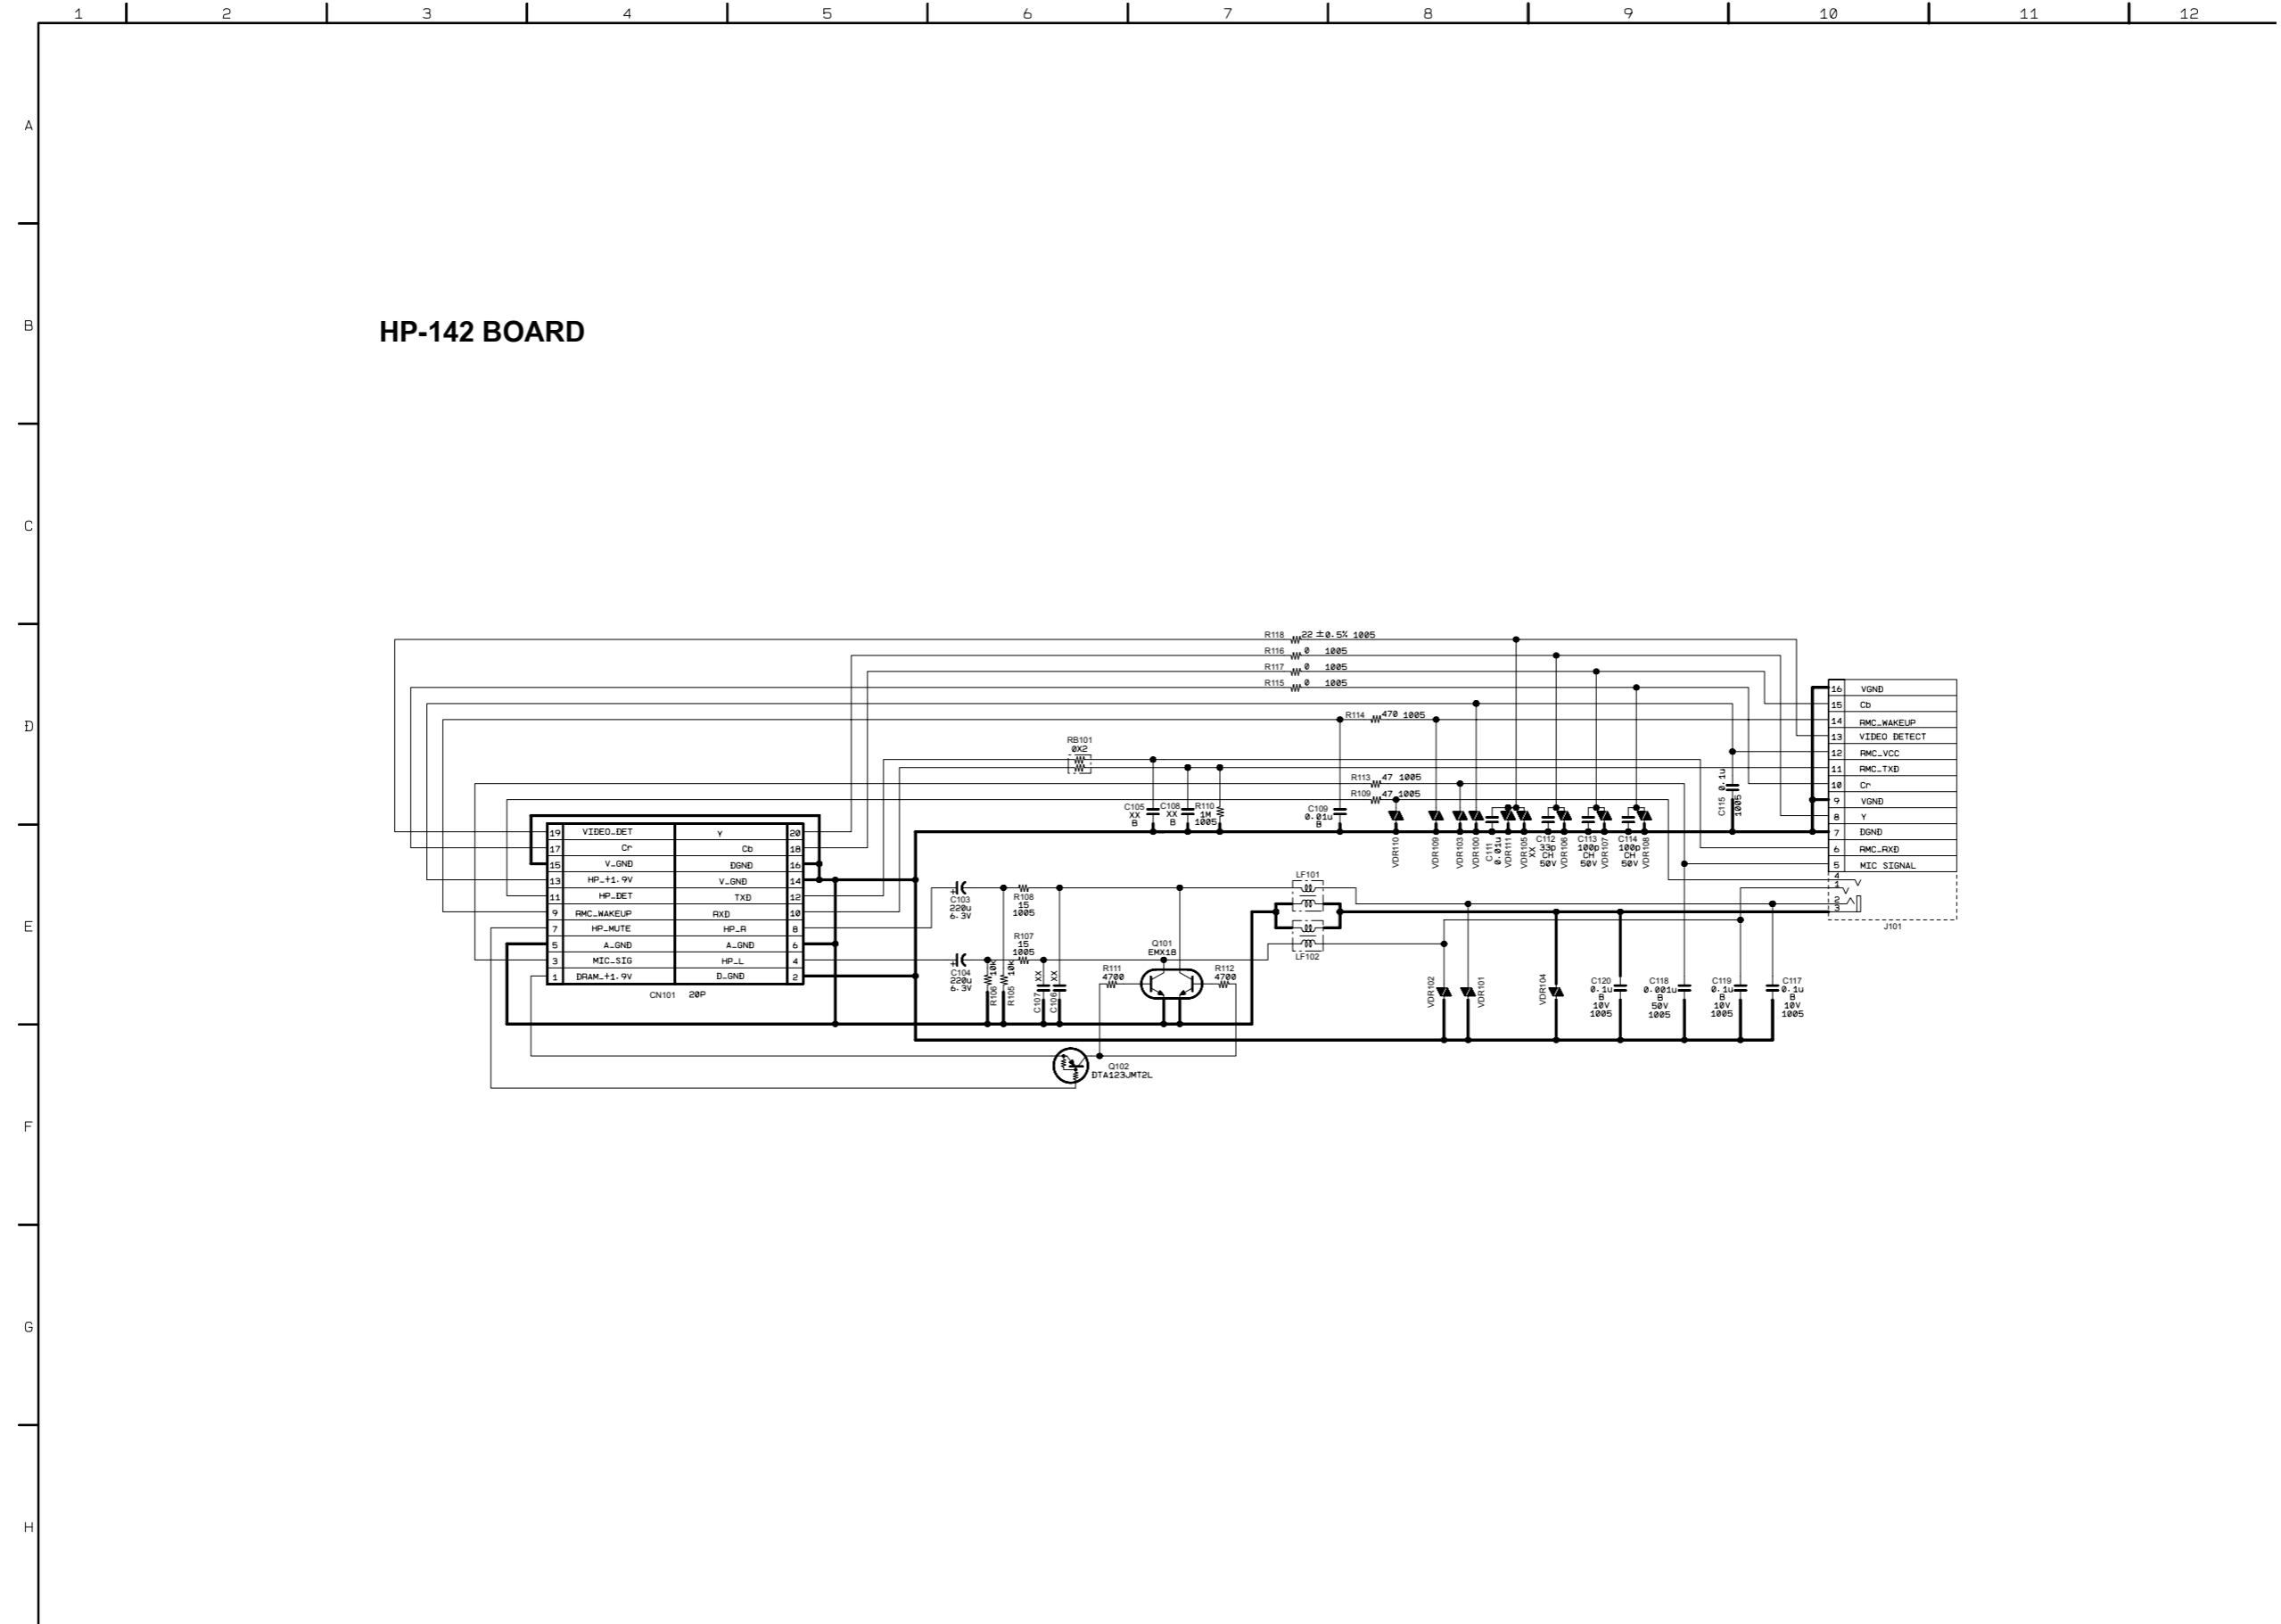 1 2 3 4 5 6 7 8 9 10 11 12
A
B
HP-142 BOARD
C
D
R118 22 ±0.5% 1005
R116 0 1005
R117 0 1005
R115 0 1005
R114 470 1005
RB101
0X2
R113 47 1005
R109 47 1005
C105
XX
B
C108
XX
B
R110
1M
1005
C109
0.01u
B
VDR110
VDR109
VDR103
VDR100
C111
0.01u
VDR111
VDR105
XX
C112
33p
CH
50V
VDR106
C113
100p
CH
50V
VDR107
C114
100p
CH
50V
VDR108
C115 0.1u
1005
16 VGND
15 Cb
14 RMC_WAKEUP
13 VIDEO DETECT
12 RMC_VCC
11 RMC_TXD
10 Cr
9 VGND
8 Y
7 DGND
6 RMC_RXD
5 MIC SIGNAL
4
1
2
3
J101
E
19 VIDEO_DET Y 20
17 Cr Cb 18
15 V_GND DGND 16
13 HP_+1.9V V_GND 14
11 HP_DET TXD 12
9 RMC_WAKEUP RXD 10
7 HP_MUTE HP_R 8
5 A_GND A_GND 6
3 MIC_SIG HP_L 4
1 DRAM_+1.9V D_GND 2
CN101 20P
C103
220u
6.3V
R108
15
1005
R107
15
1005
C104
220u
6.3V
R106 10k
R105 10k
C107 XX
C106 XX
R111
4700
Q101
EMX18
R112
4700
LF101
LF102
VDR102
VDR101
VDR104
C120
0.1u
B
10V
1005
C118
0.001u
B
50V
1005
C119
0.1u
B
10V
1005
C117
0.1u
B
10V
1005
Q102
DTA123JMT2L
F
G
H